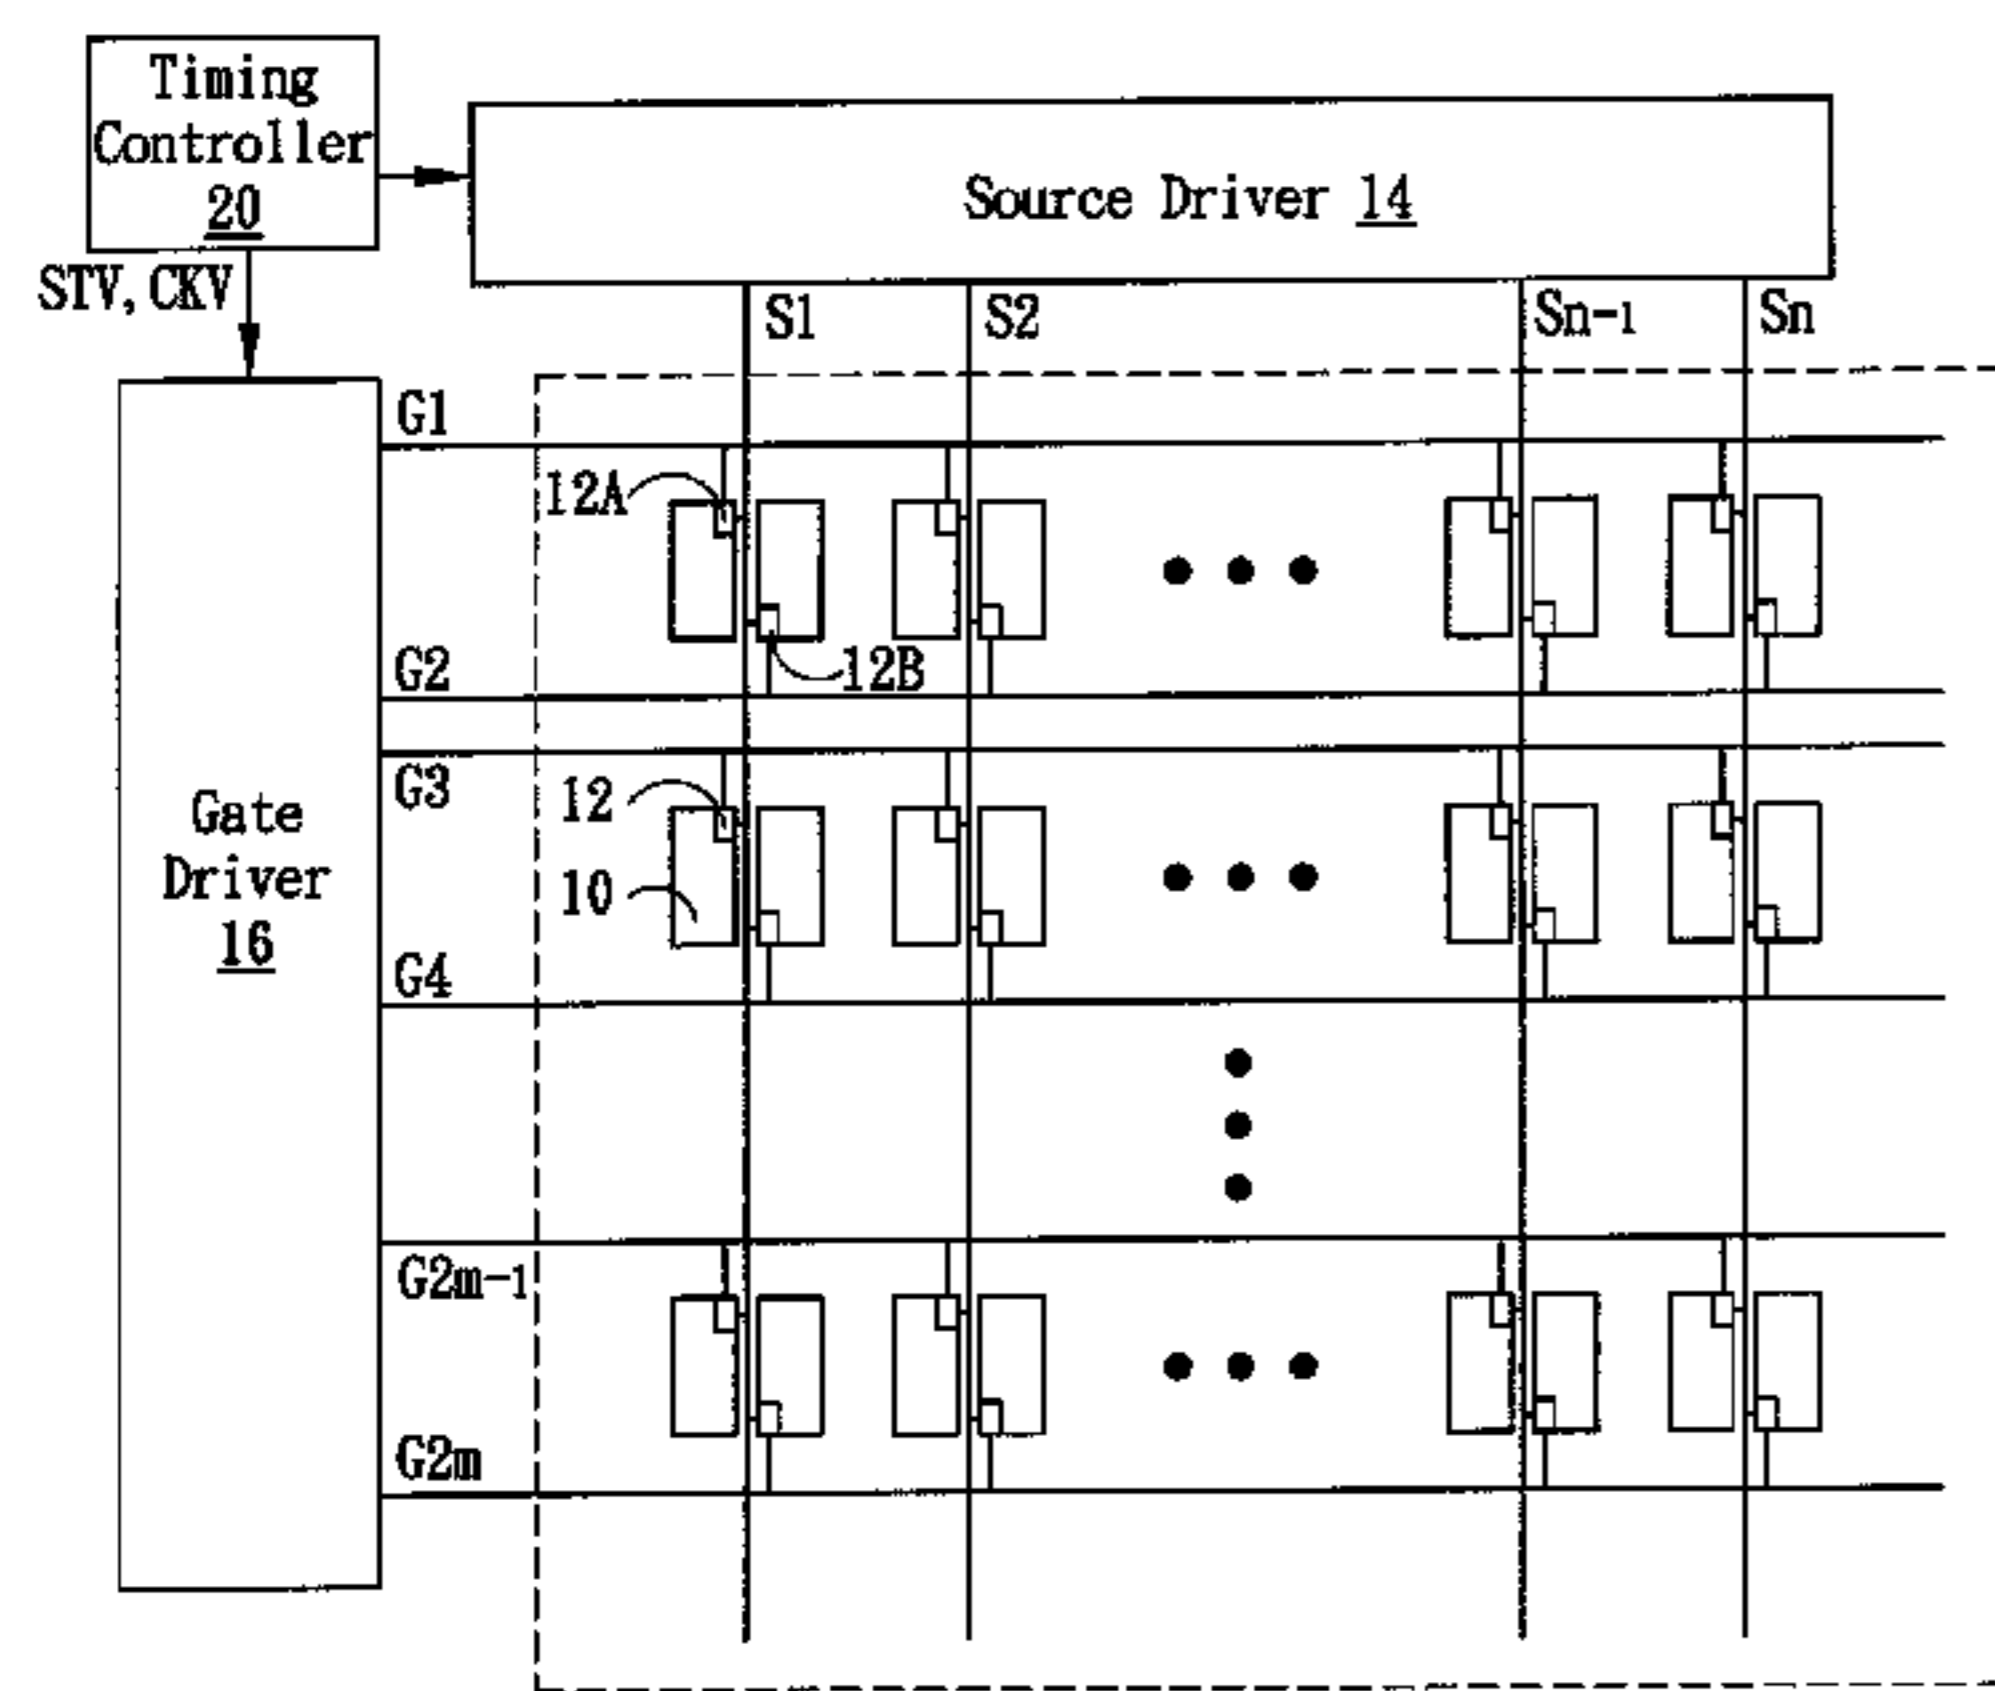 Timing
Controller
20
Source Driver 14
STV, CKV
S1
S2
Sn-1
Sn
G1
12A
G2
12B
G3
12
Gate
Driver
16
10
G4
G2m-1
G2m